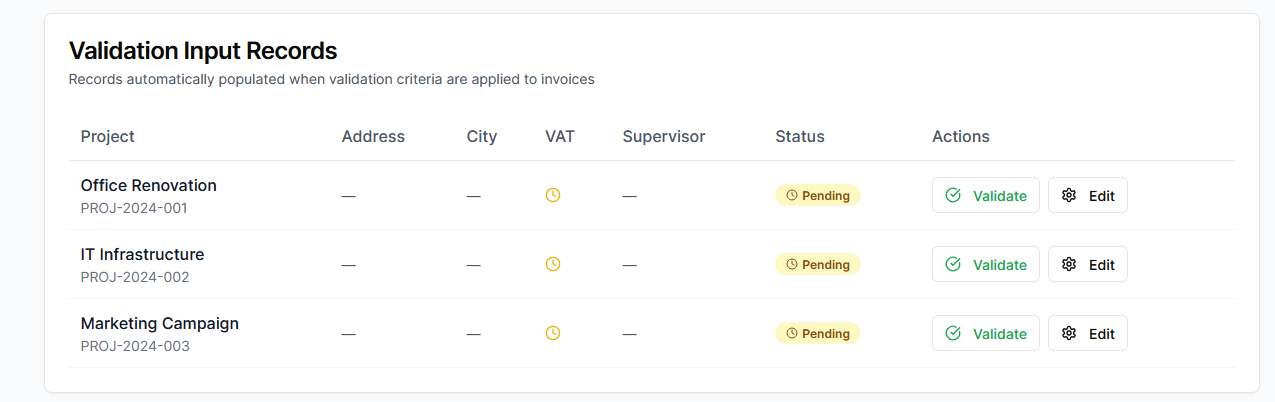 Validation Input Records
Records automatically populated when validation criteria are applied to invoices
Project Address City VAT Supervisor Status Actions
Office Renovation
PROJ-2024-001
— — — Pending Validate Edit
IT Infrastructure
PROJ-2024-002
— — — Pending Validate Edit
Marketing Campaign
PROJ-2024-003
— — — Pending Validate Edit